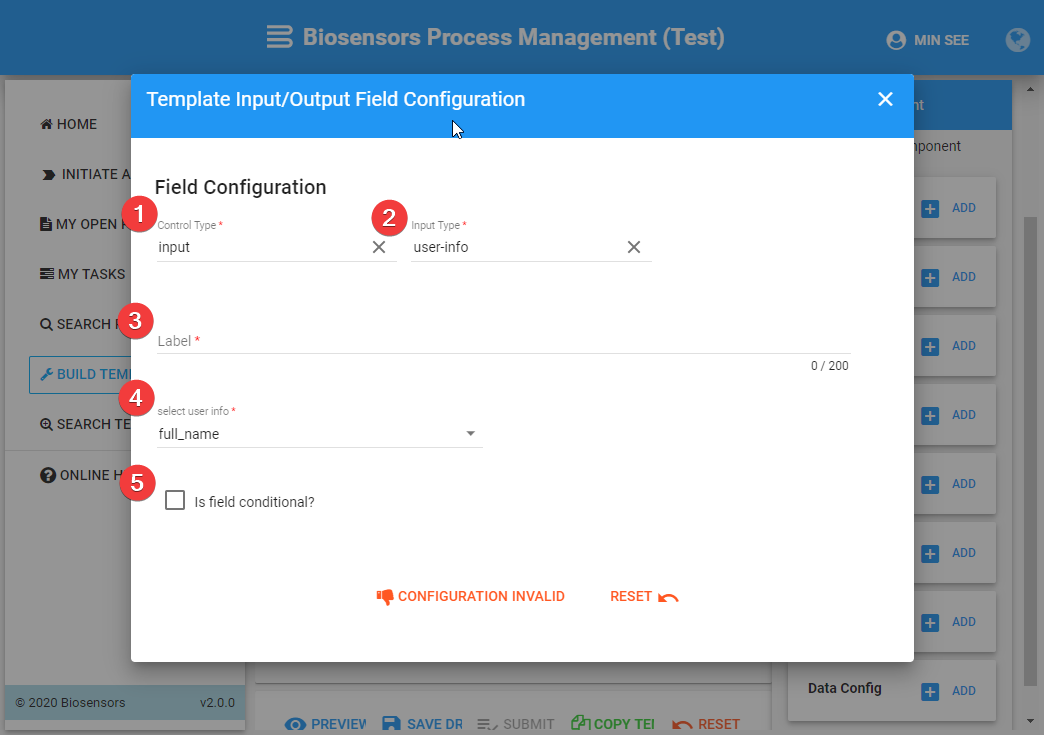 Biosensors Process Management (Test)
MIN SEE
Template Input/Output Field Configuration
nt
HOME
nponent
INITIATE A
ADD
Field Configuration
1
2
MY OPEN
Control Type *
Input Type *
input
user-info
MY TASKS
ADD
3
SEARCH
Label *
ADD
0 / 200
BUILD TEM
4
select user info *
ADD
SEARCH TE
full_name
5
ONLINE H
ADD
Is field conditional?
ADD
CONFIGURATION INVALID
RESET
ADD
Data Config
ADD
© 2020 Biosensors
v2.0.0
PREVIEW
SAVE DR
SUBMIT
COPY TEI
RESET